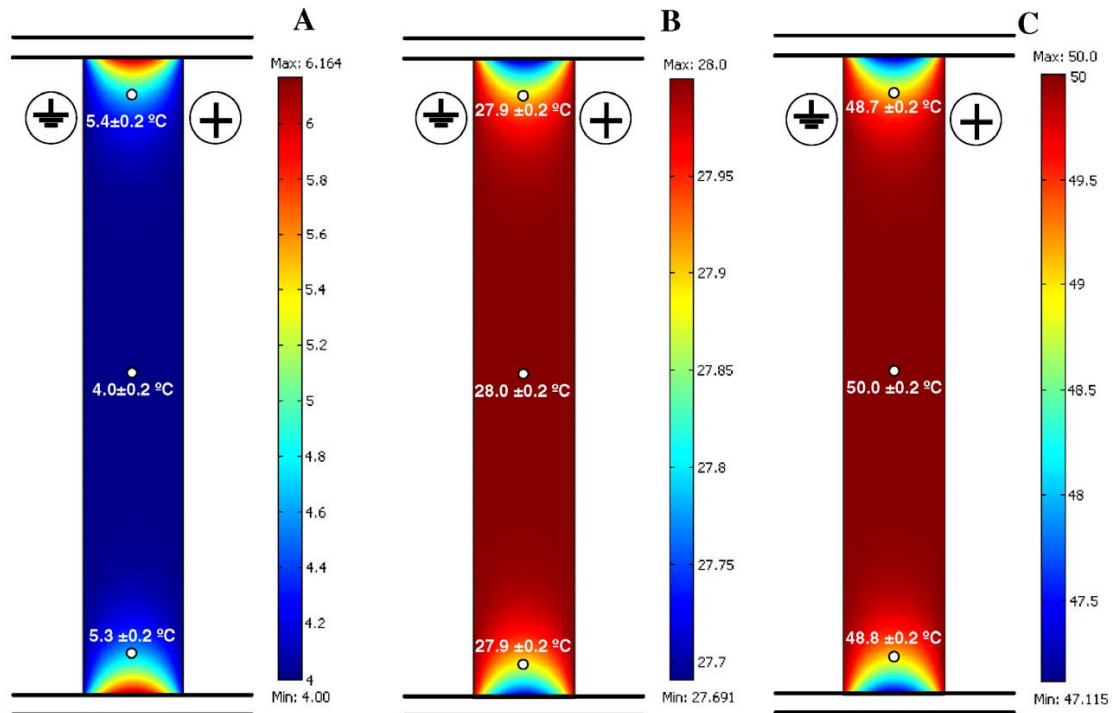 A
Max: 6.164
6
5.8
5.6
5.4
5.2
5
4.8
4.6
4.4
4.2
4
Min: 4.00
5.4±0.2 ºC
4.0±0.2 ºC
5.3 ±0.2 ºC
B
Max: 28.0
27.95
27.9
27.85
27.8
27.75
27.7
Min: 27.691
27.9 ±0.2 ºC
28.0 ±0.2 ºC
27.9 ±0.2 ºC
C
Max: 50.0
50
49.5
49
48.5
48
47.5
Min: 47.115
48.7 ±0.2 ºC
50.0 ±0.2 ºC
48.8 ±0.2 ºC